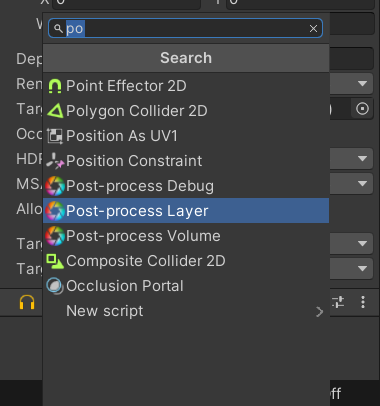 X 0 Y 0
W
po
Search
Dep
Point Effector 2D
Ren
Polygon Collider 2D
Targ
Position As UV1
Occ
Position Constraint
HDR
Post-process Debug
MSA
Post-process Layer
Allo
Post-process Volume
Targ
Composite Collider 2D
Targ
Occlusion Portal
New script
ff